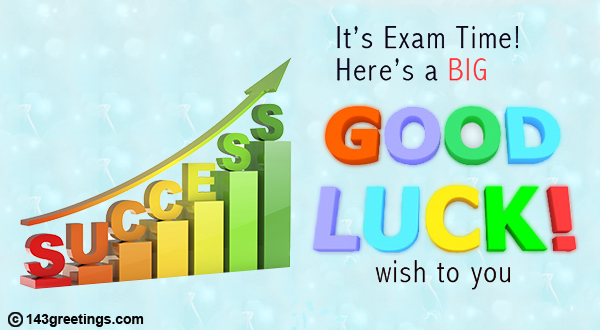 It's Exam Time!
Here's a BIG
GOOD
LUCK!
wish to you
SUCCESS
© 143greetings.com